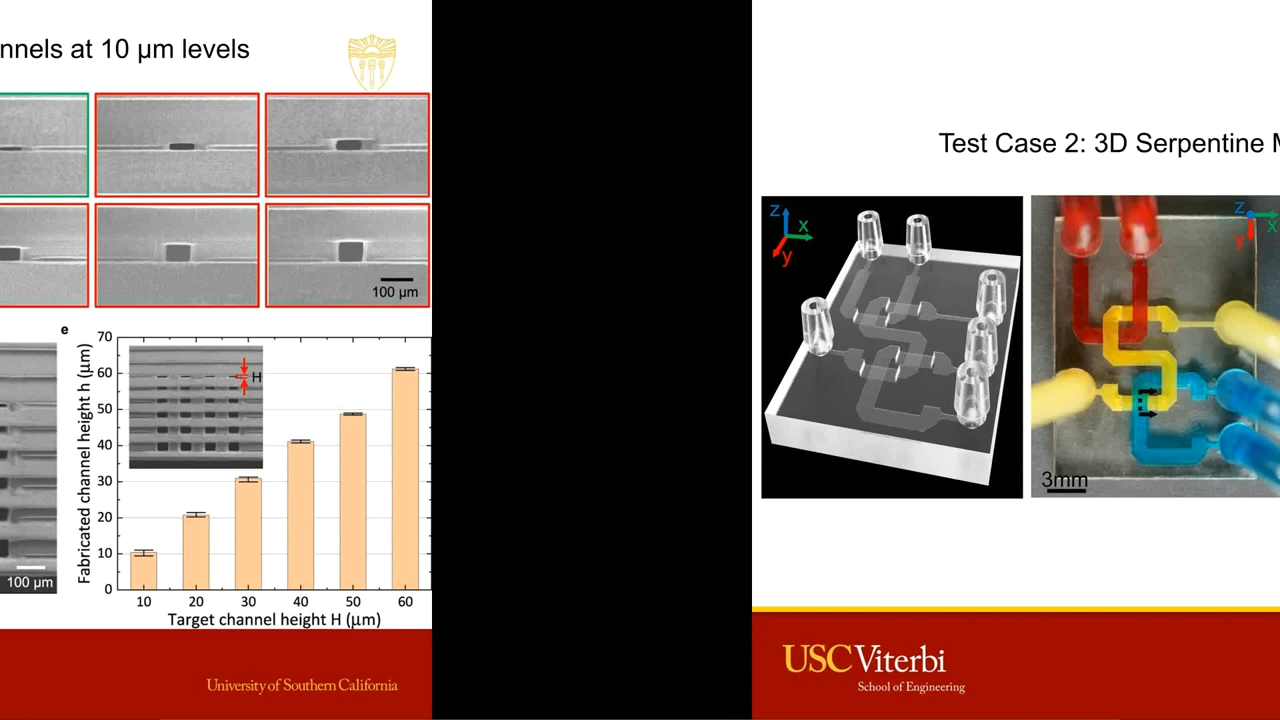 nnels at 10 µm levels
100 µm
100 µm
e
Fabricated channel height h (µm)
70
60
50
40
30
20
10
0
H
10 20 30 40 50 60
Target channel height H (µm)
University of Southern California
Test Case 2: 3D Serpentine M
z
x
y
z
x
y
3mm
USC Viterbi
School of Engineering